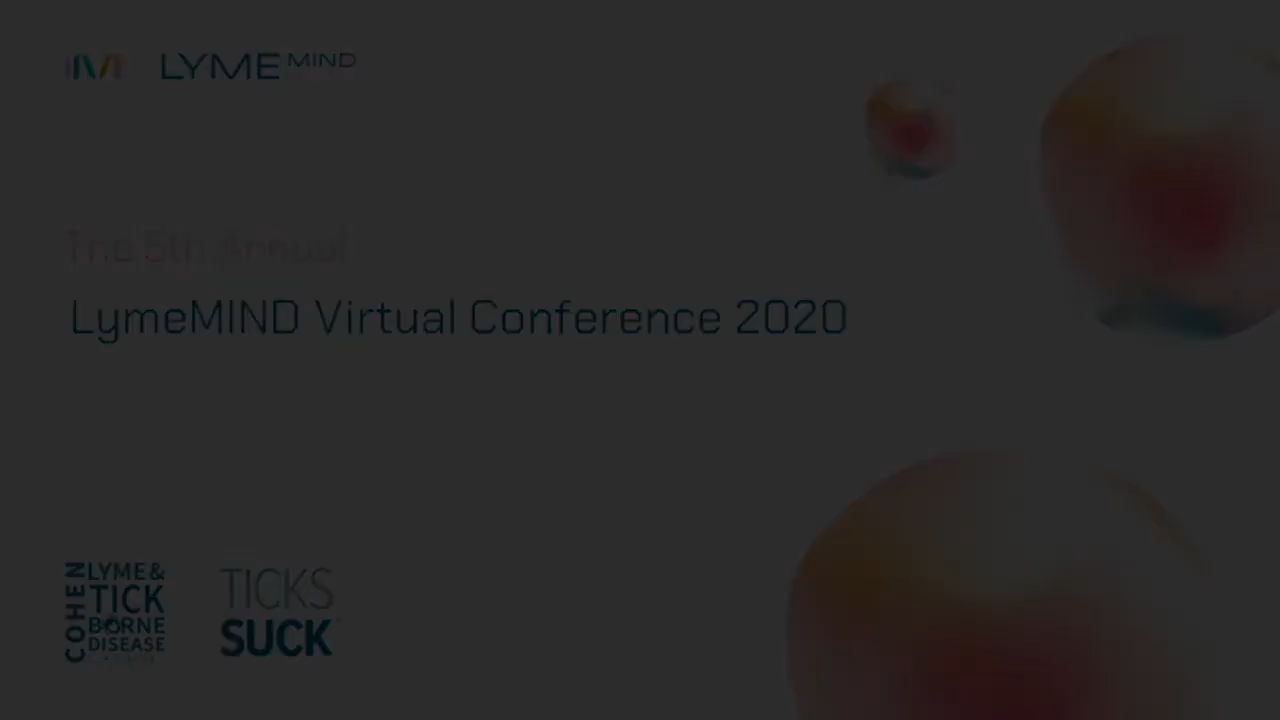 LYME MIND
The 5th Annual
LymeMIND Virtual Conference 2020
COHEN
LYME &
TICK
BORNE
DISEASE
TICKS
SUCK